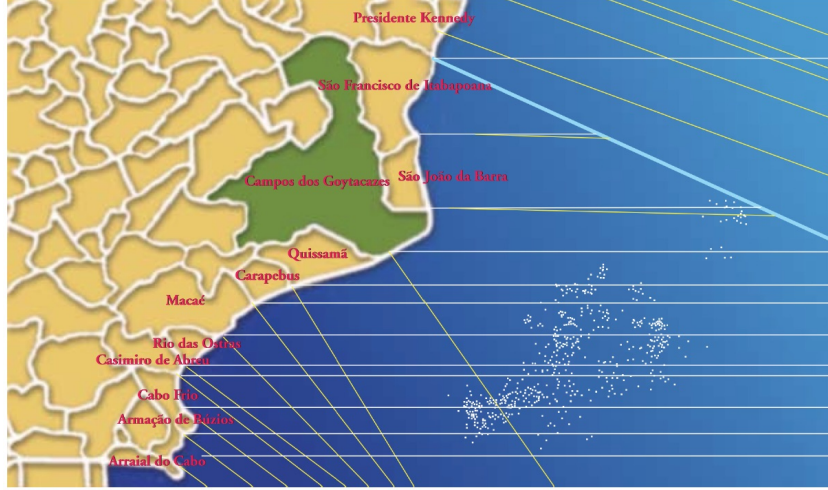 Presidente Kennedy
São Francisco de Itabapoana
Campos dos Goytacazes
São João da Barra
Quissamã
Carapebus
Macaé
Rio das Ostras
Casimiro de Abreu
Cabo Frio
Armação de Búzios
Arraial do Cabo